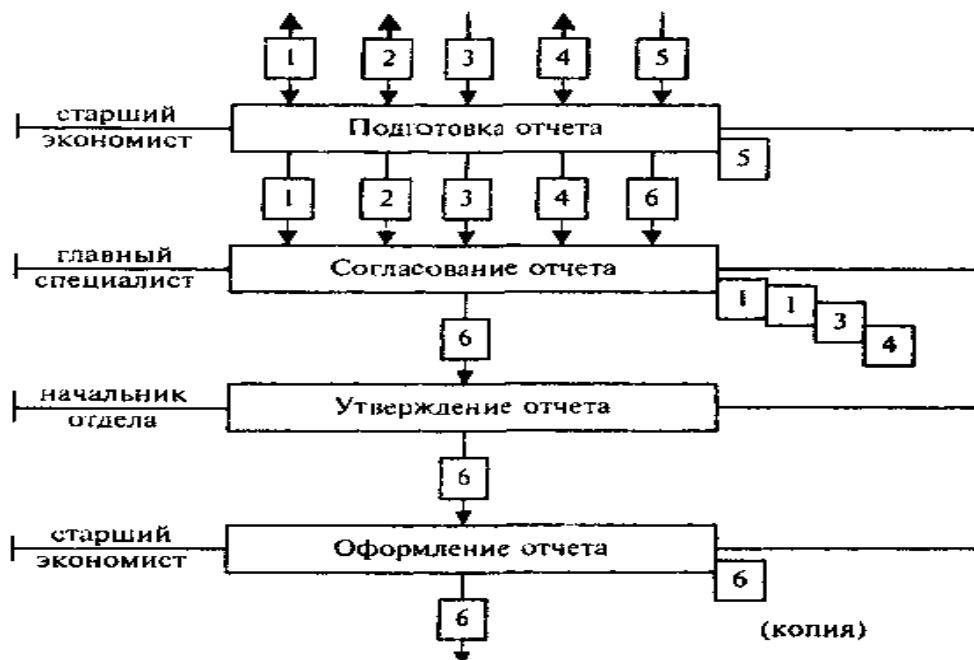 1 2 3 4 5
старший
экономист
Подготовка отчета
5
1 2 3 4 6
главный
специалист
Согласование отчета
1 1 3 4
6
начальник
отдела
Утверждение отчета
6
старший
экономист
Оформление отчета
6
6
(копия)